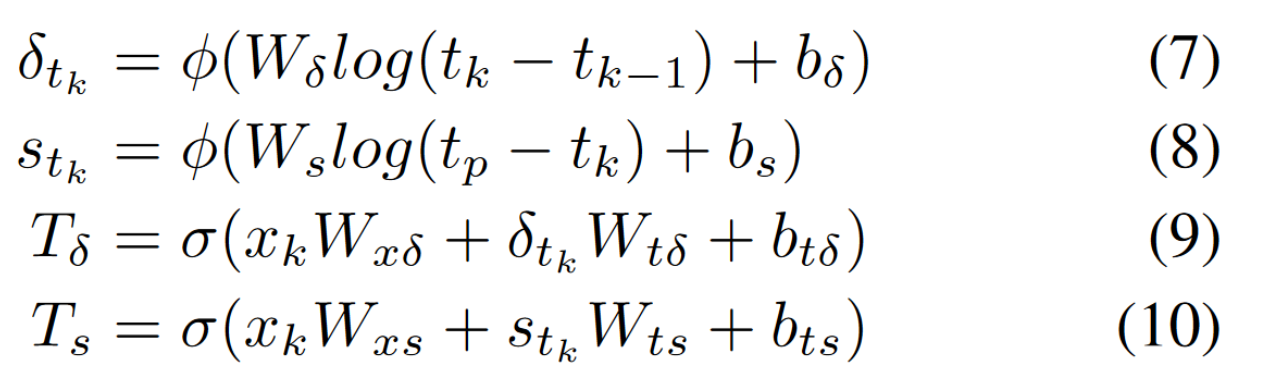 δ_{t_k} = ϕ(W_δ log(t_k − t_{k−1}) + b_δ) (7)
s_{t_k} = ϕ(W_s log(t_p − t_k) + b_s) (8)
T_δ = σ(x_k W_{xδ} + δ_{t_k} W_{tδ} + b_{tδ}) (9)
T_s = σ(x_k W_{xs} + s_{t_k} W_{ts} + b_{ts}) (10)